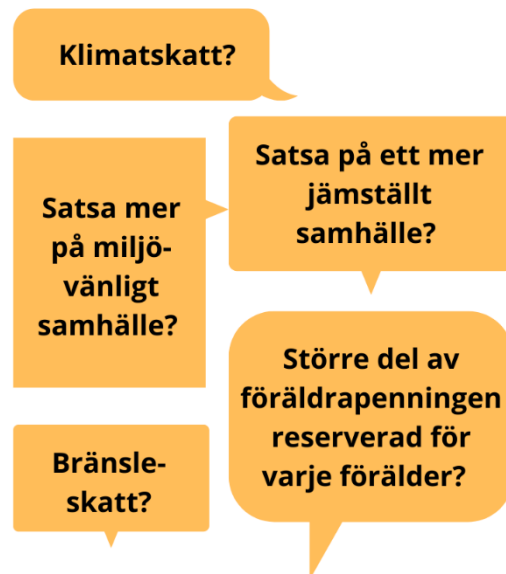 Klimatskatt?
Satsa på ett mer
jämställt
samhälle?
Satsa mer
på miljö-
vänligt
samhälle?
Större del av
föräldrapenningen
reserverad för
varje förälder?
Bränsle-
skatt?